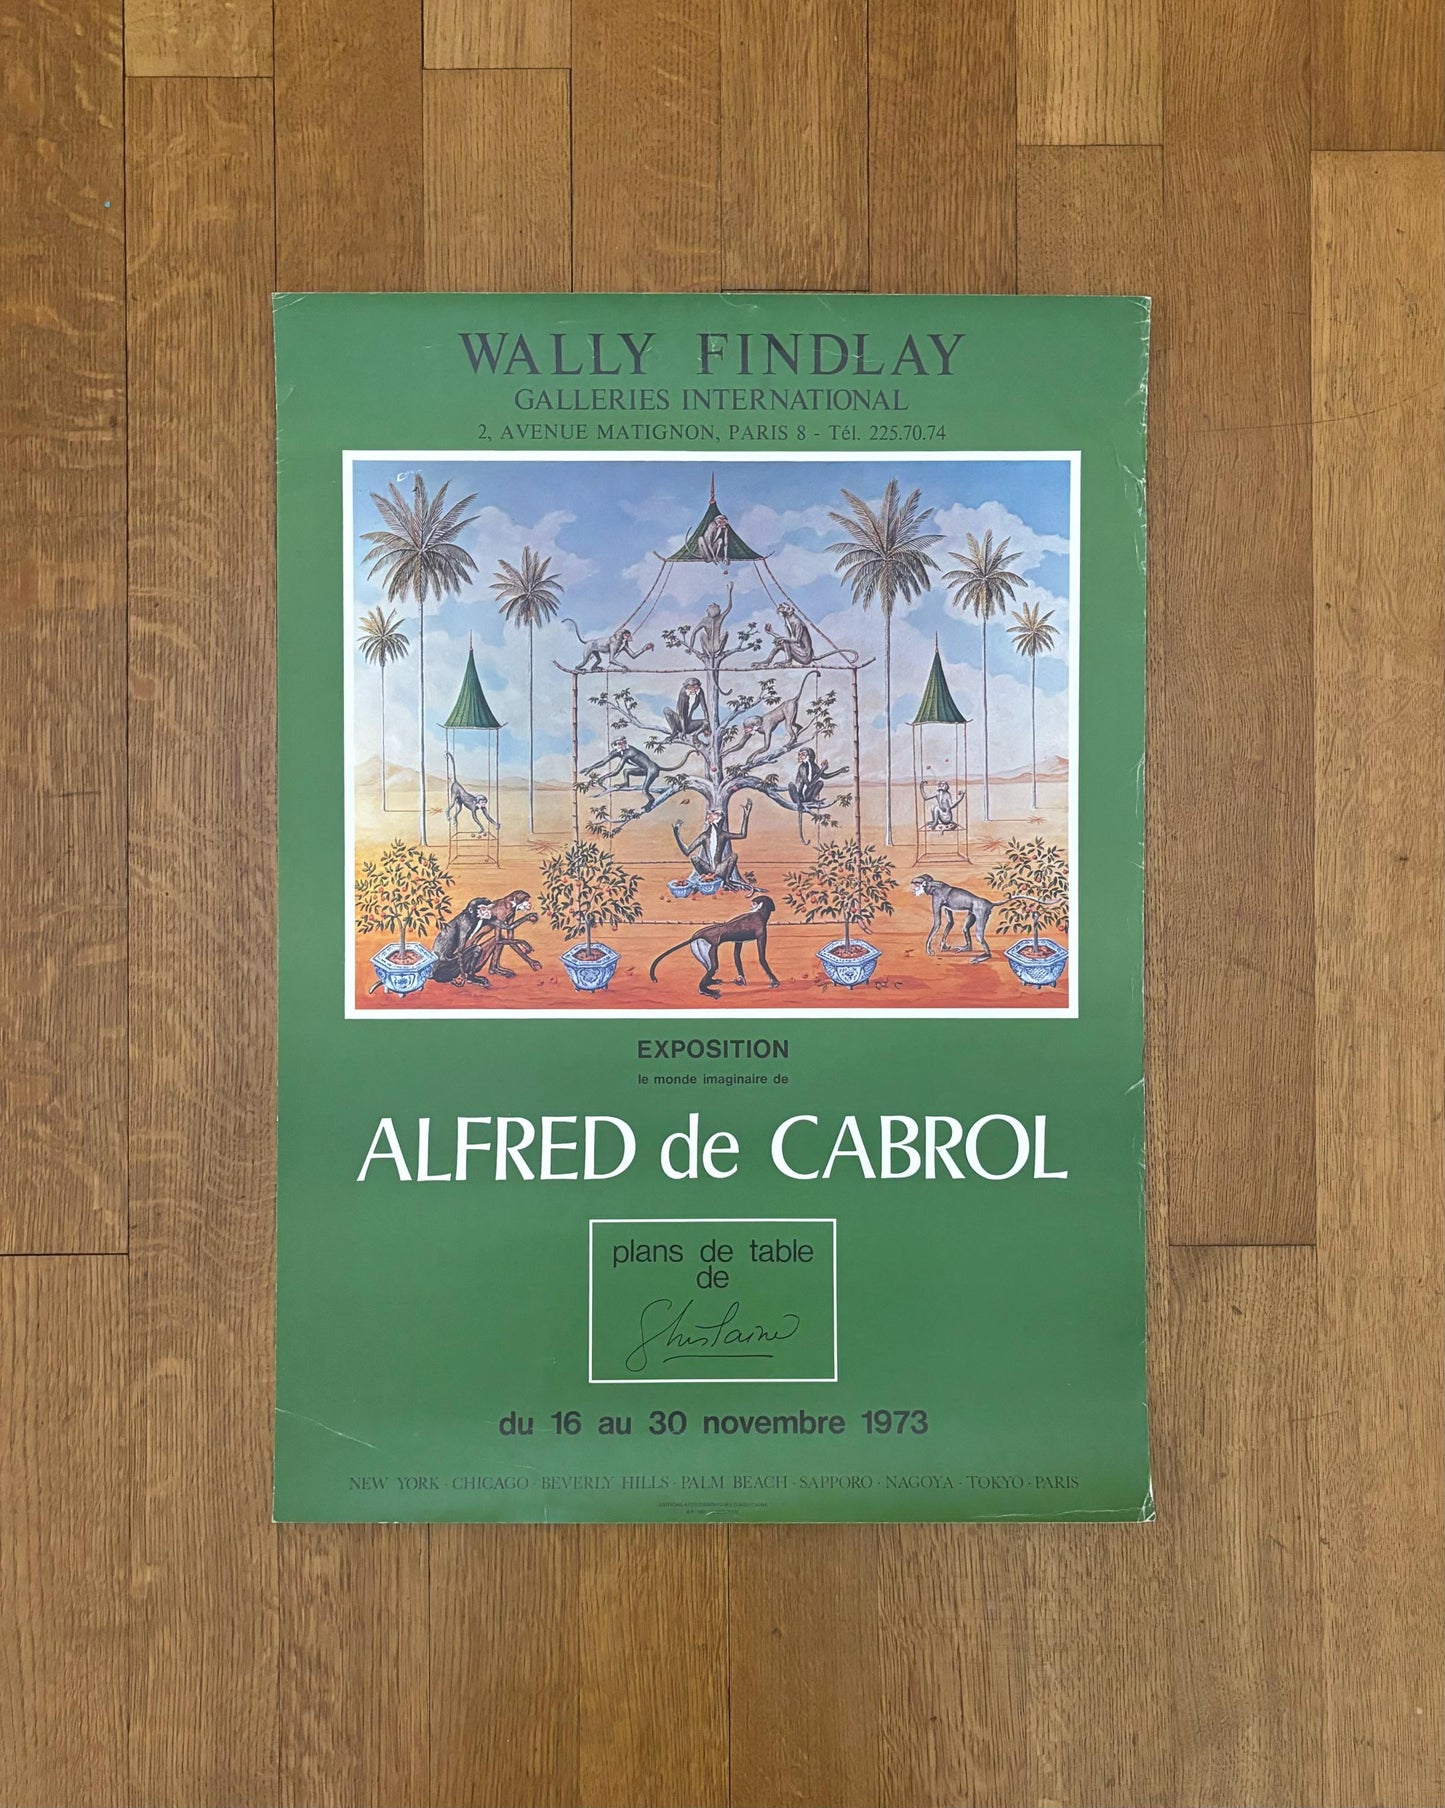 WALLY FINDLAY
GALLERIES INTERNATIONAL
2, AVENUE MATIGNON, PARIS 8 - Tél. 225.70.74
EXPOSITION
le monde imaginaire de
ALFRED de CABROL
plans de table
de
Ghislaine
du 16 au 30 novembre 1973
NEW YORK · CHICAGO · BEVERLY HILLS · PALM BEACH · SAPPORO · NAGOYA · TOKYO · PARIS